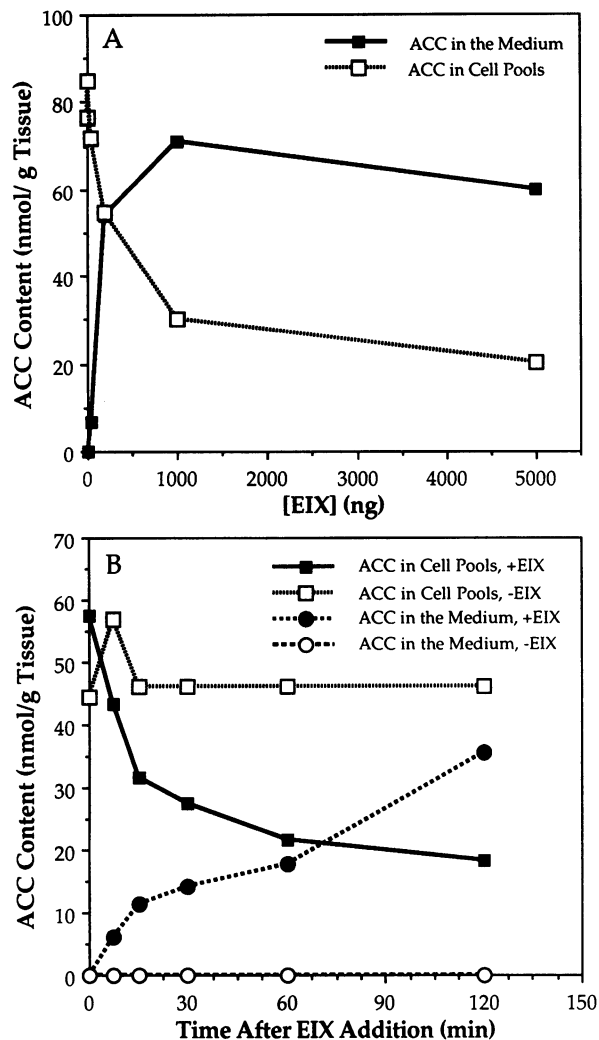 A
ACC in the Medium
ACC in Cell Pools
ACC Content (nmol/ g Tissue)
100
80
60
40
20
0
0 1000 2000 3000 4000 5000
[EIX] (ng)
B
ACC in Cell Pools, +EIX
ACC in Cell Pools, -EIX
ACC in the Medium, +EIX
ACC in the Medium, -EIX
ACC Content (nmol/g Tissue)
70
60
50
40
30
20
10
0
0 30 60 90 120 150
Time After EIX Addition (min)